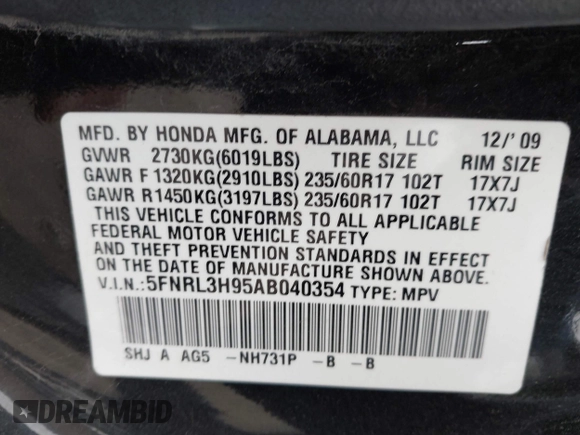 MFD. BY HONDA MFG. OF ALABAMA, LLC 12/'09
GVWR 2730KG(6019LBS) TIRE SIZE RIM SIZE
GAWR F 1320KG(2910LBS) 235/60R17 102T 17X7J
GAWR R1450KG(3197LBS) 235/60R17 102T 17X7J
THIS VEHICLE CONFORMS TO ALL APPLICABLE
FEDERAL MOTOR VEHICLE SAFETY
AND THEFT PREVENTION STANDARDS IN EFFECT
ON THE DATE OF MANUFACTURE SHOWN ABOVE.
V.I.N.:5FNRL3H95AB040354 TYPE: MPV
SHJ A AG5 -NH731P -B -B
DREAMBID